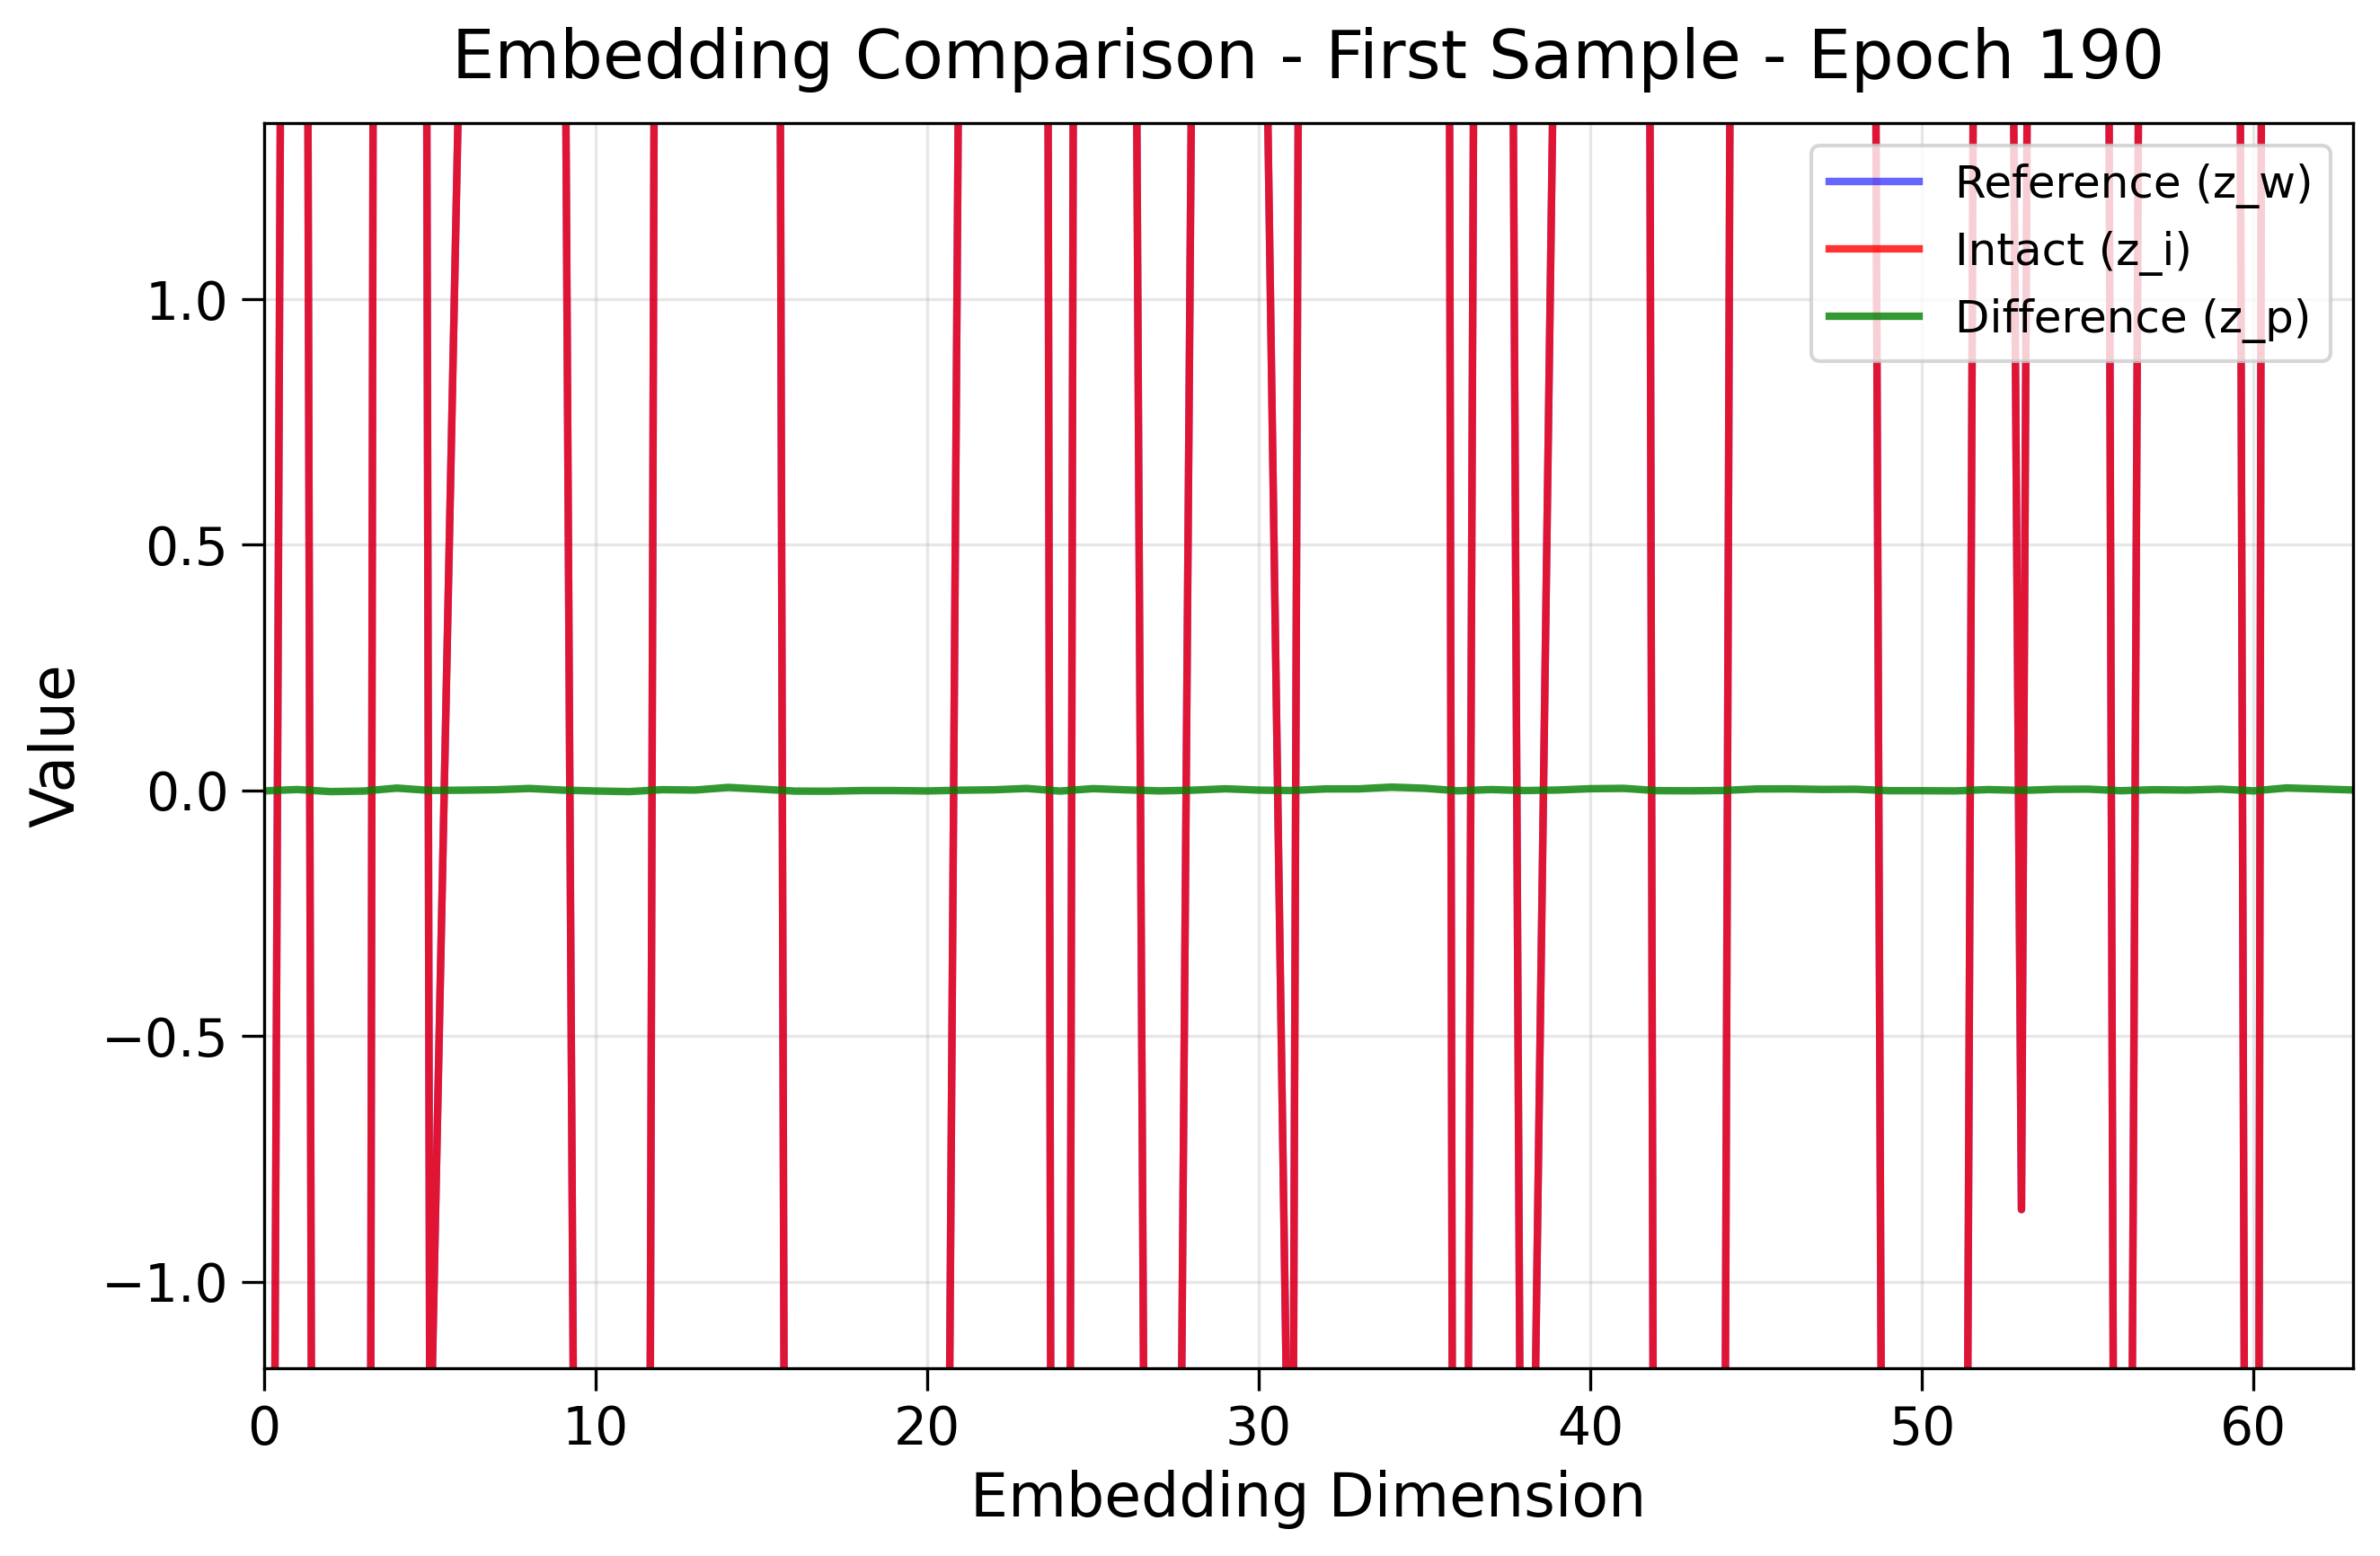 Embedding Comparison - First Sample - Epoch 190
Reference (z_w)
Intact (z_i)
Difference (z_p)
1.0
0.5
0.0
−0.5
−1.0
Value
0 10 20 30 40 50 60
Embedding Dimension